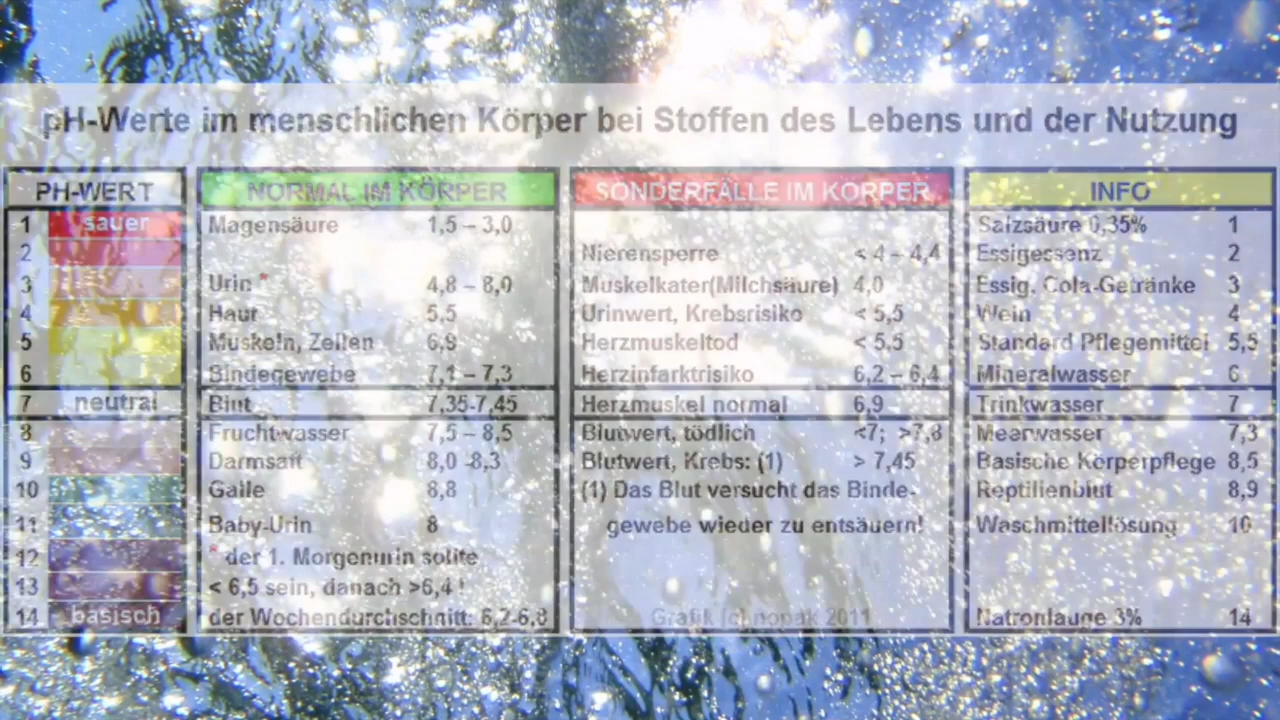 pH-Werte im menschlichen Körper bei Stoffen des Lebens und der Nutzung
PH-WERT NORMAL IM KÖRPER SONDERFÄLLE IM KÖRPER INFO
1 sauer Magensäure 1,5 – 3,0 Salzsäure 0,35% 1
2 Nierensperre < 4 – 4,4 Essigessenz 2
3 Urin * 4,8 – 8,0 Muskelkater(Milchsäure) 4,0 Essig, Cola-Getränke 3
4 Haut 5,5 Urinwert, Krebsrisiko < 5,5 Wein 4
5 Muskeln, Zellen 6,9 Herzmuskeltod < 5,5 Standard Pflegemittel 5,5
6 Bindegewebe 7,1 – 7,3 Herzinfarktrisiko 6,2 – 6,4 Mineralwasser 6
7 neutral Blut 7,35-7,45 Herzmuskel normal 6,9 Trinkwasser 7
8 Fruchtwasser 7,5 – 8,5 Blutwert, tödlich <7; >7,8 Meerwasser 7,3
9 Darmsaft 8,0 -8,3 Blutwert, Krebs: (1) > 7,45 Basische Körperpflege 8,5
10 Galle 8,8 (1) Das Blut versucht das Binde- Reptilienblut 8,9
11 Baby-Urin 8 gewebe wieder zu entsäuern! Waschmittellösung 10
12 * der 1. Morgenurin sollte
13 < 6,5 sein, danach >6,4 !
14 basisch der Wochendurchschnitt: 6,2-6,8 Grafik (c) nopak 2011 Natronlauge 3% 14